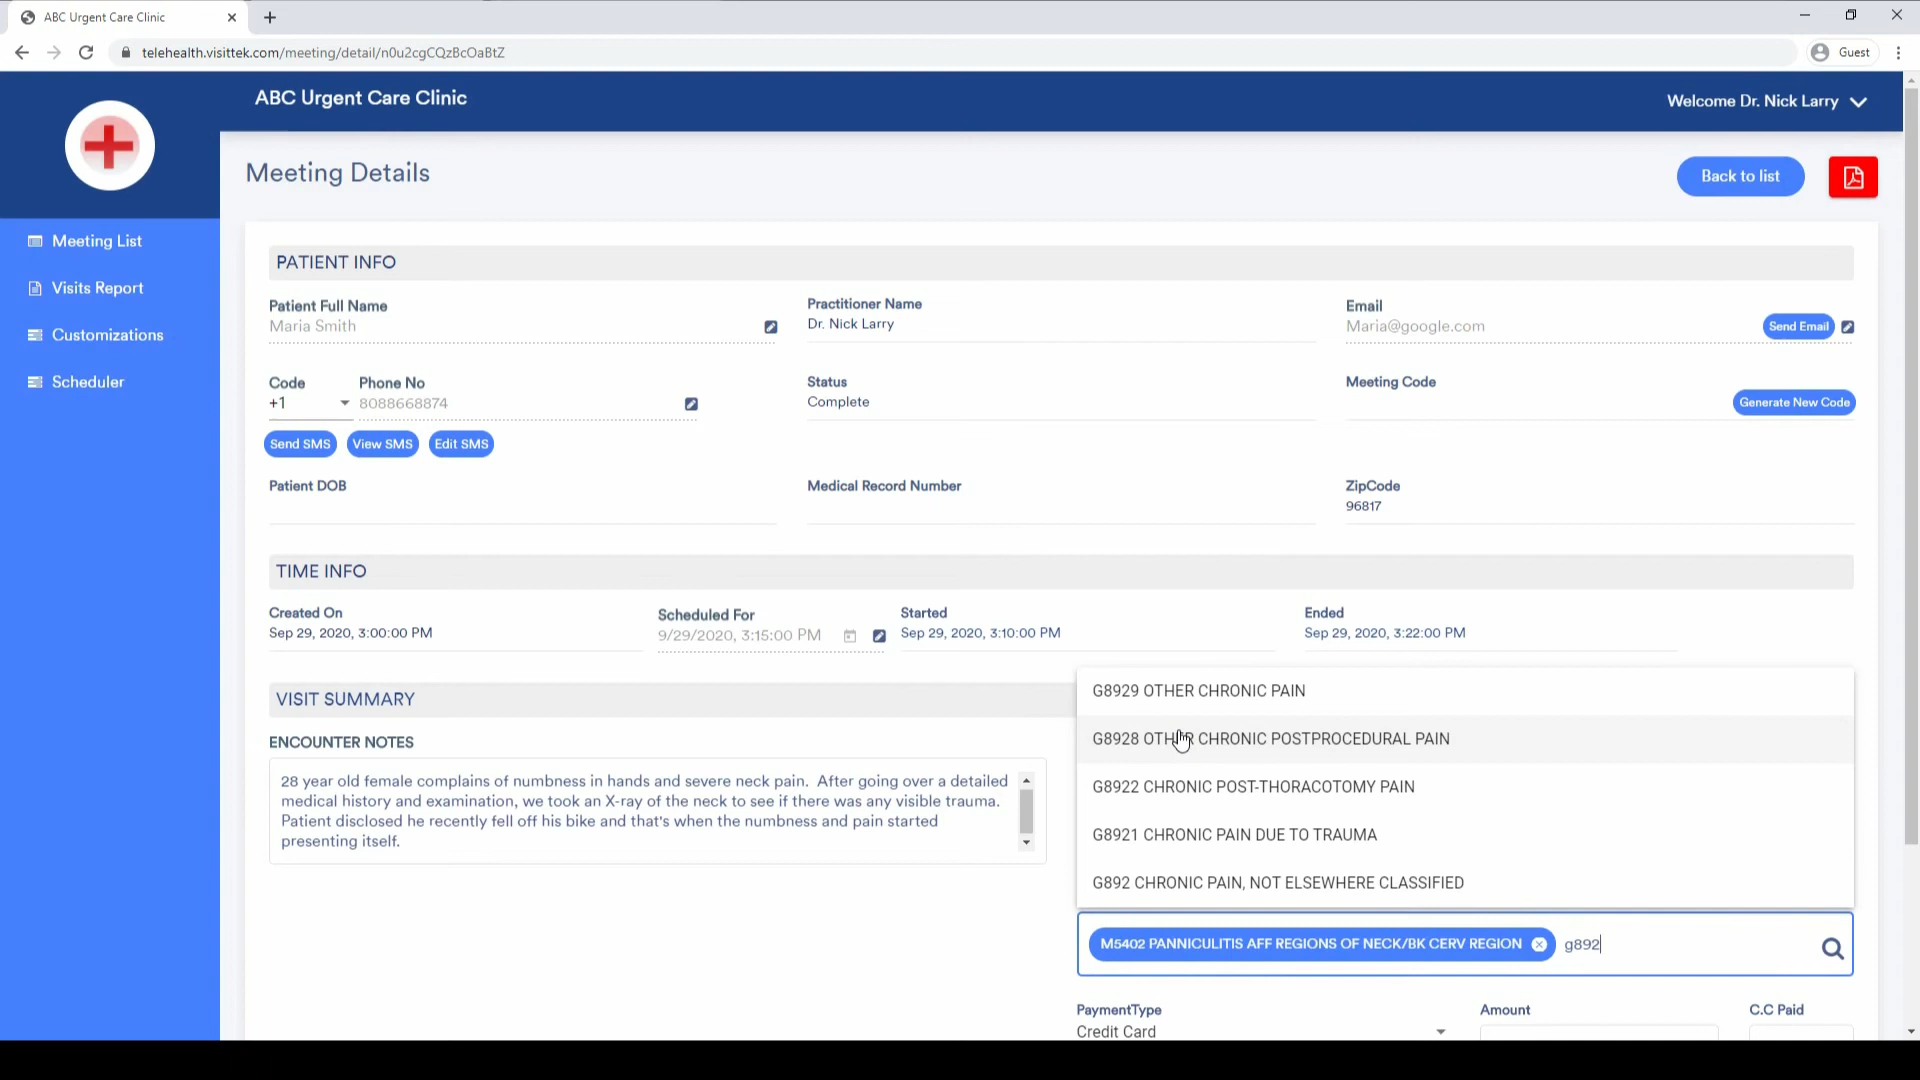 ABC Urgent Care Clinic
telehealth.visittek.com/meeting/detail/n0u2cgCQzBcOaBtZ
Guest
ABC Urgent Care Clinic
Welcome Dr. Nick Larry
Meeting Details
Back to list
Meeting List
Visits Report
Customizations
Scheduler
PATIENT INFO
Patient Full Name
Maria Smith
Practitioner Name
Dr. Nick Larry
Email
Maria@google.com
Send Email
Code
+1
Phone No
8088668874
Status
Complete
Meeting Code
Generate New Code
Send SMS
View SMS
Edit SMS
Patient DOB
Medical Record Number
ZipCode
96817
TIME INFO
Created On
Sep 29, 2020, 3:00:00 PM
Scheduled For
9/29/2020, 3:15:00 PM
Started
Sep 29, 2020, 3:10:00 PM
Ended
Sep 29, 2020, 3:22:00 PM
VISIT SUMMARY
ENCOUNTER NOTES
28 year old female complains of numbness in hands and severe neck pain. After going over a detailed
medical history and examination, we took an X-ray of the neck to see if there was any visible trauma.
Patient disclosed he recently fell off his bike and that's when the numbness and pain started
presenting itself.
G8929 OTHER CHRONIC PAIN
G8928 OTHER CHRONIC POSTPROCEDURAL PAIN
G8922 CHRONIC POST-THORACOTOMY PAIN
G8921 CHRONIC PAIN DUE TO TRAUMA
G892 CHRONIC PAIN, NOT ELSEWHERE CLASSIFIED
M5402 PANNICULITIS AFF REGIONS OF NECK/BK CERV REGION
g892
PaymentType
Credit Card
Amount
C.C Paid